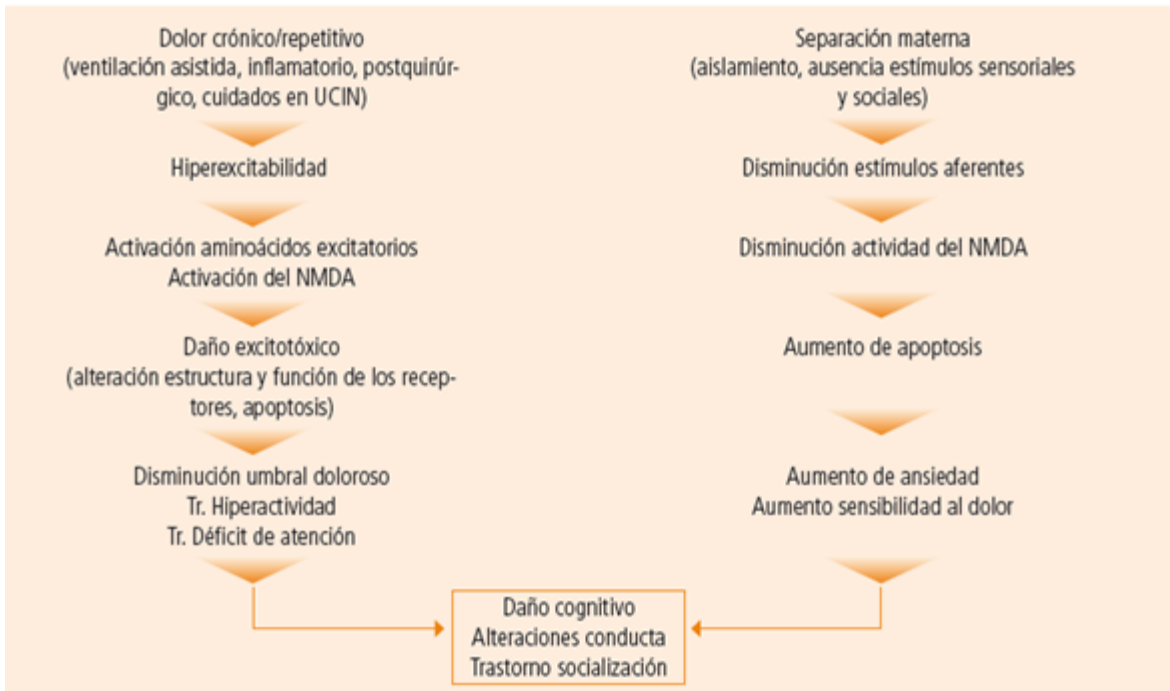 Dolor crónico/repetitivo
(ventilación asistida, inflamatorio, postquirúr-
gico, cuidados en UCIN)
Hiperexcitabilidad
Activación aminoácidos excitatorios
Activación del NMDA
Daño excitotóxico
(alteración estructura y función de los recep-
tores, apoptosis)
Disminución umbral doloroso
Tr. Hiperactividad
Tr. Déficit de atención
Separación materna
(aislamiento, ausencia estímulos sensoriales
y sociales)
Disminución estímulos aferentes
Disminución actividad del NMDA
Aumento de apoptosis
Aumento de ansiedad
Aumento sensibilidad al dolor
Daño cognitivo
Alteraciones conducta
Trastorno socialización